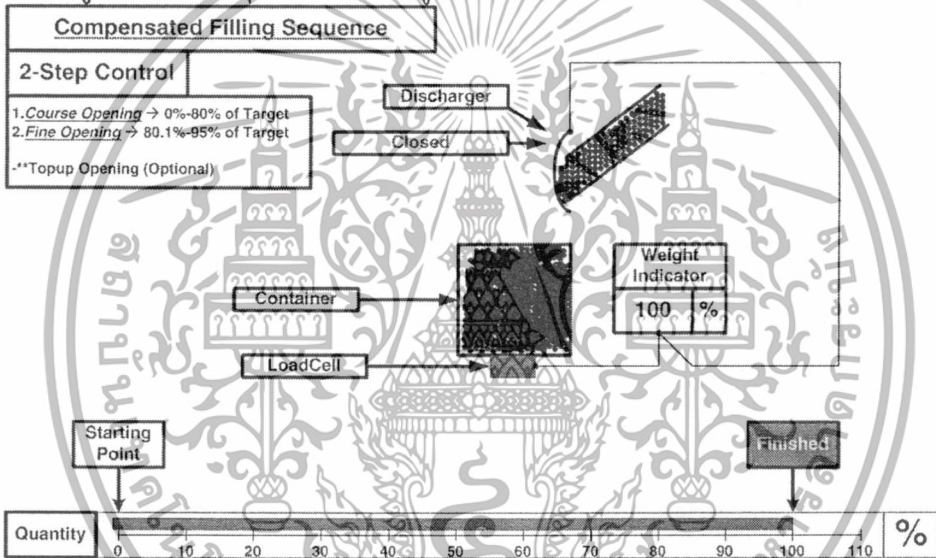 Compensated Filling Sequence
2-Step Control
1.Course Opening → 0%-80% of Target
2.Fine Opening → 80.1%-95% of Target
-**Topup Opening (Optional)
Discharger
Closed
Weight
Indicator
100 %
Container
LoadCell
Starting
Point
Finished
Quantity
%
0 10 20 30 40 50 60 70 80 90 100 110